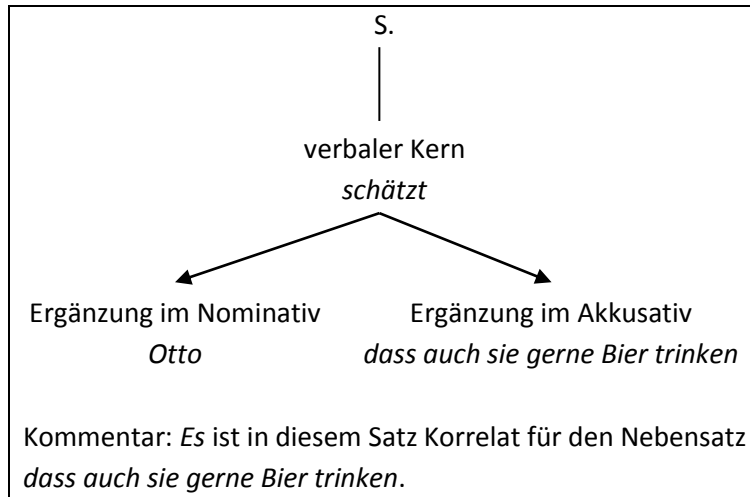 S.
verbaler Kern
schätzt
Ergänzung im Nominativ
Otto
Ergänzung im Akkusativ
dass auch sie gerne Bier trinken
Kommentar: Es ist in diesem Satz Korrelat für den Nebensatz
dass auch sie gerne Bier trinken.